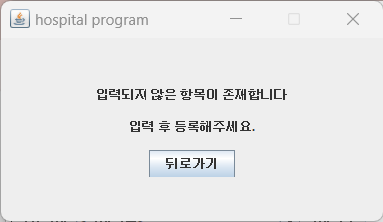 hospital program
입력되지 않은 항목이 존재합니다
입력 후 등록해주세요.
뒤로가기